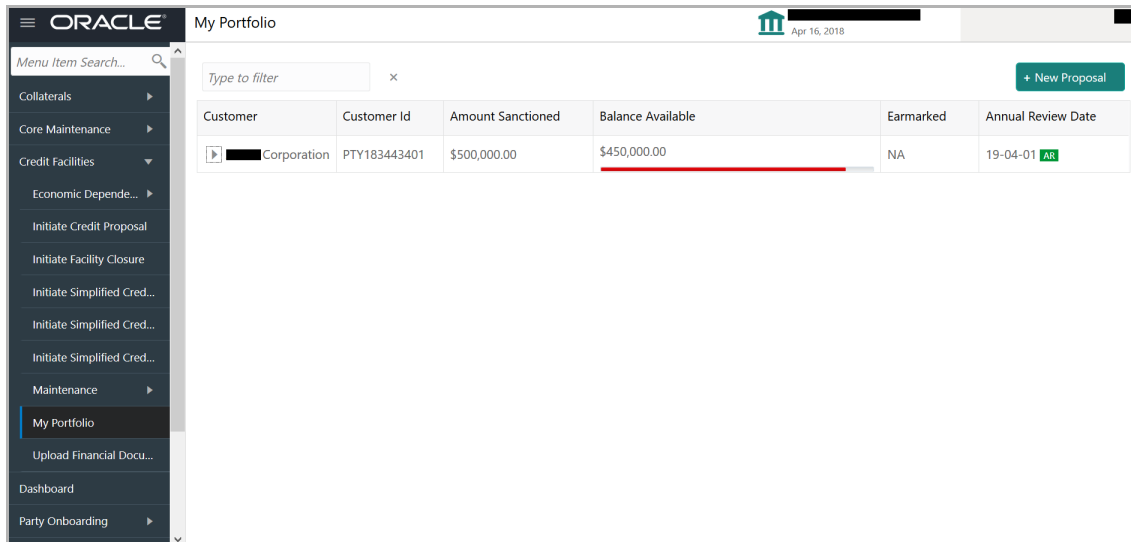 ORACLE
My Portfolio
Apr 16, 2018
Menu Item Search...
Type to filter
+ New Proposal
Collaterals
Core Maintenance
Credit Facilities
Economic Depende...
Initiate Credit Proposal
Initiate Facility Closure
Initiate Simplified Cred...
Initiate Simplified Cred...
Initiate Simplified Cred...
Maintenance
My Portfolio
Upload Financial Docu...
Dashboard
Party Onboarding
Customer Customer Id Amount Sanctioned Balance Available Earmarked Annual Review Date
Corporation PTY183443401 $500,000.00 $450,000.00 NA 19-04-01 AR